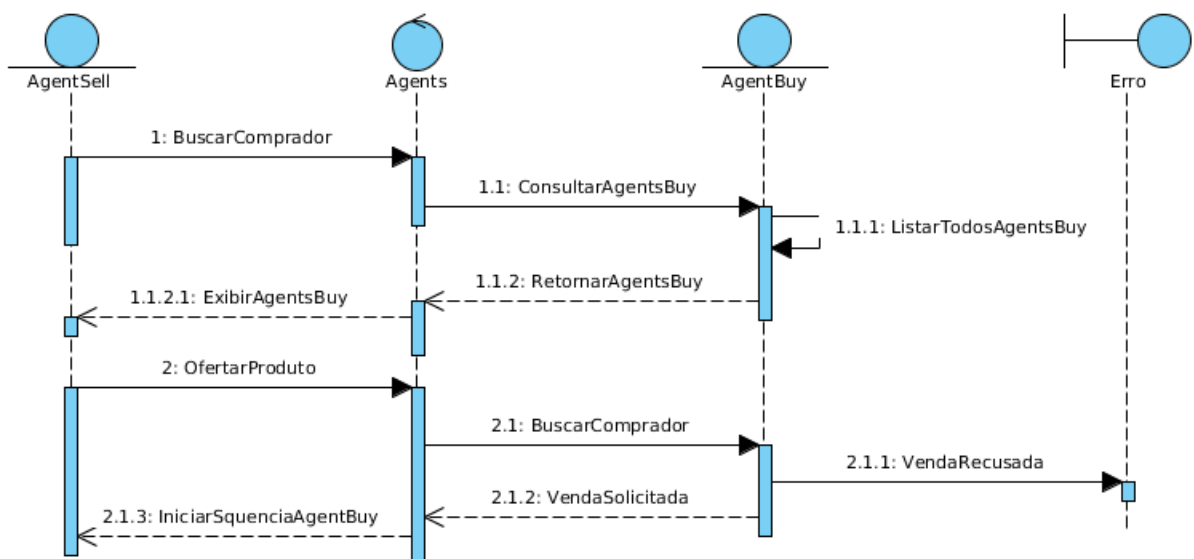 AgentSell
Agents
AgentBuy
Erro
1: BuscarComprador
1.1: ConsultarAgentsBuy
1.1.1: ListarTodosAgentsBuy
1.1.2: RetornarAgentsBuy
1.1.2.1: ExibirAgentsBuy
2: OfertarProduto
2.1: BuscarComprador
2.1.1: VendaRecusada
2.1.2: VendaSolicitada
2.1.3: IniciarSquenciaAgentBuy